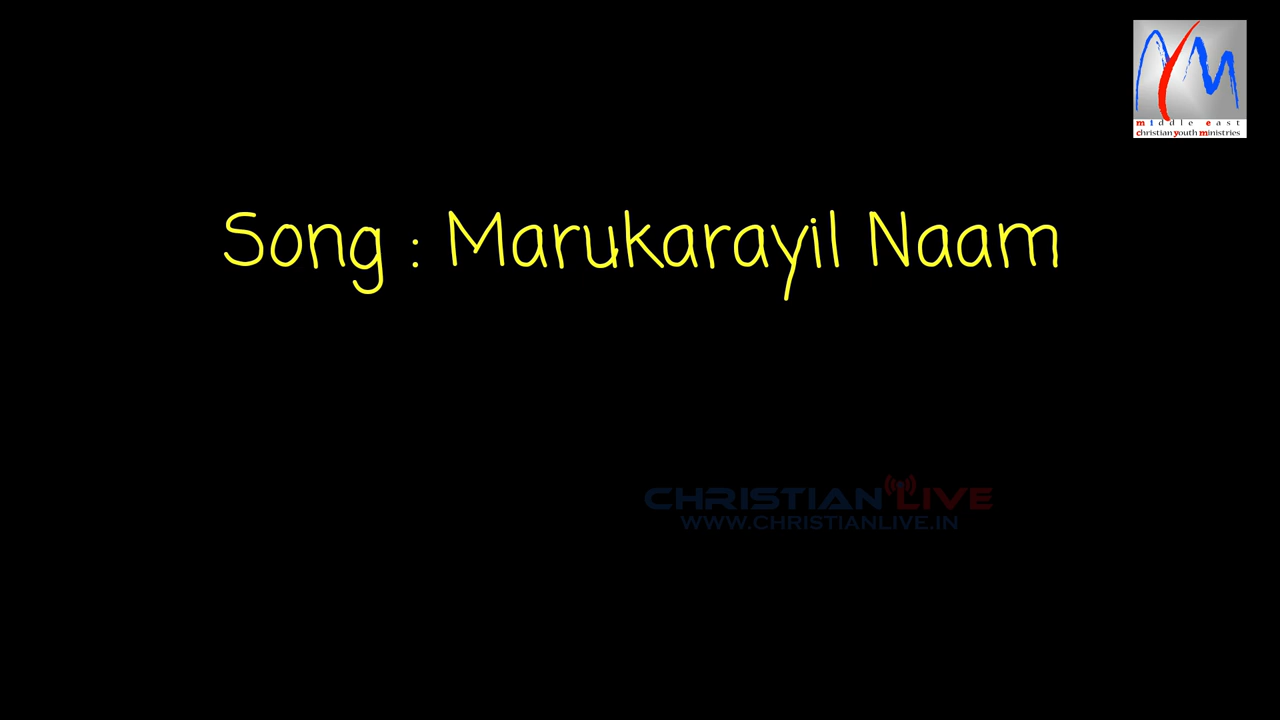 middle east
christian youth ministries
Song : Marukarayil Naam
CHRISTIAN LIVE
WWW.CHRISTIANLIVE.IN